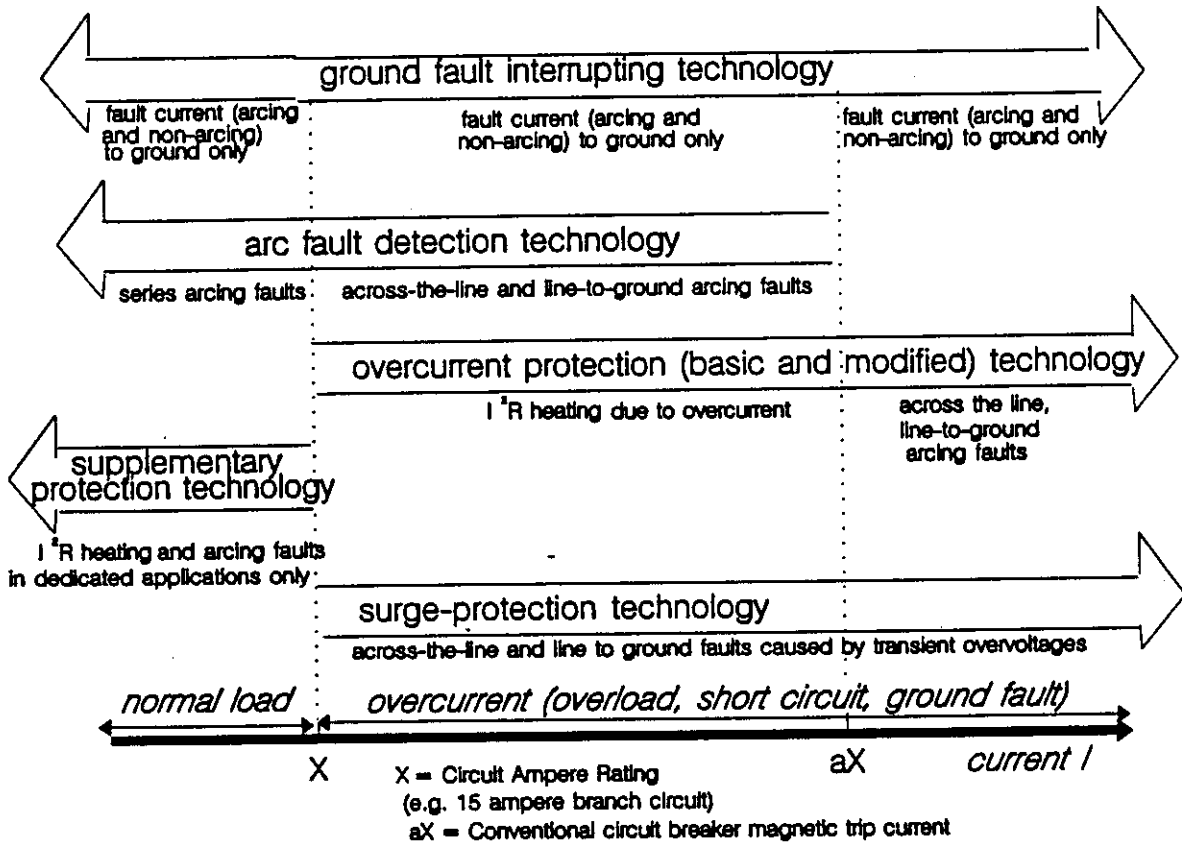 ground fault interrupting technology
fault current (arcing
and non-arcing)
to ground only
fault current (arcing and
non-arcing) to ground only
fault current (arcing and
non-arcing) to ground only
arc fault detection technology
series arcing faults
across-the-line and line-to-ground arcing faults
overcurrent protection (basic and modified) technology
I²R heating due to overcurrent
across the line,
line-to-ground
arcing faults
supplementary
protection technology
I²R heating and arcing faults
in dedicated applications only
surge-protection technology
across-the-line and line to ground faults caused by transient overvoltages
normal load
overcurrent (overload, short circuit, ground fault)
X
aX
current I
X = Circuit Ampere Rating
(e.g. 15 ampere branch circuit)
aX = Conventional circuit breaker magnetic trip current